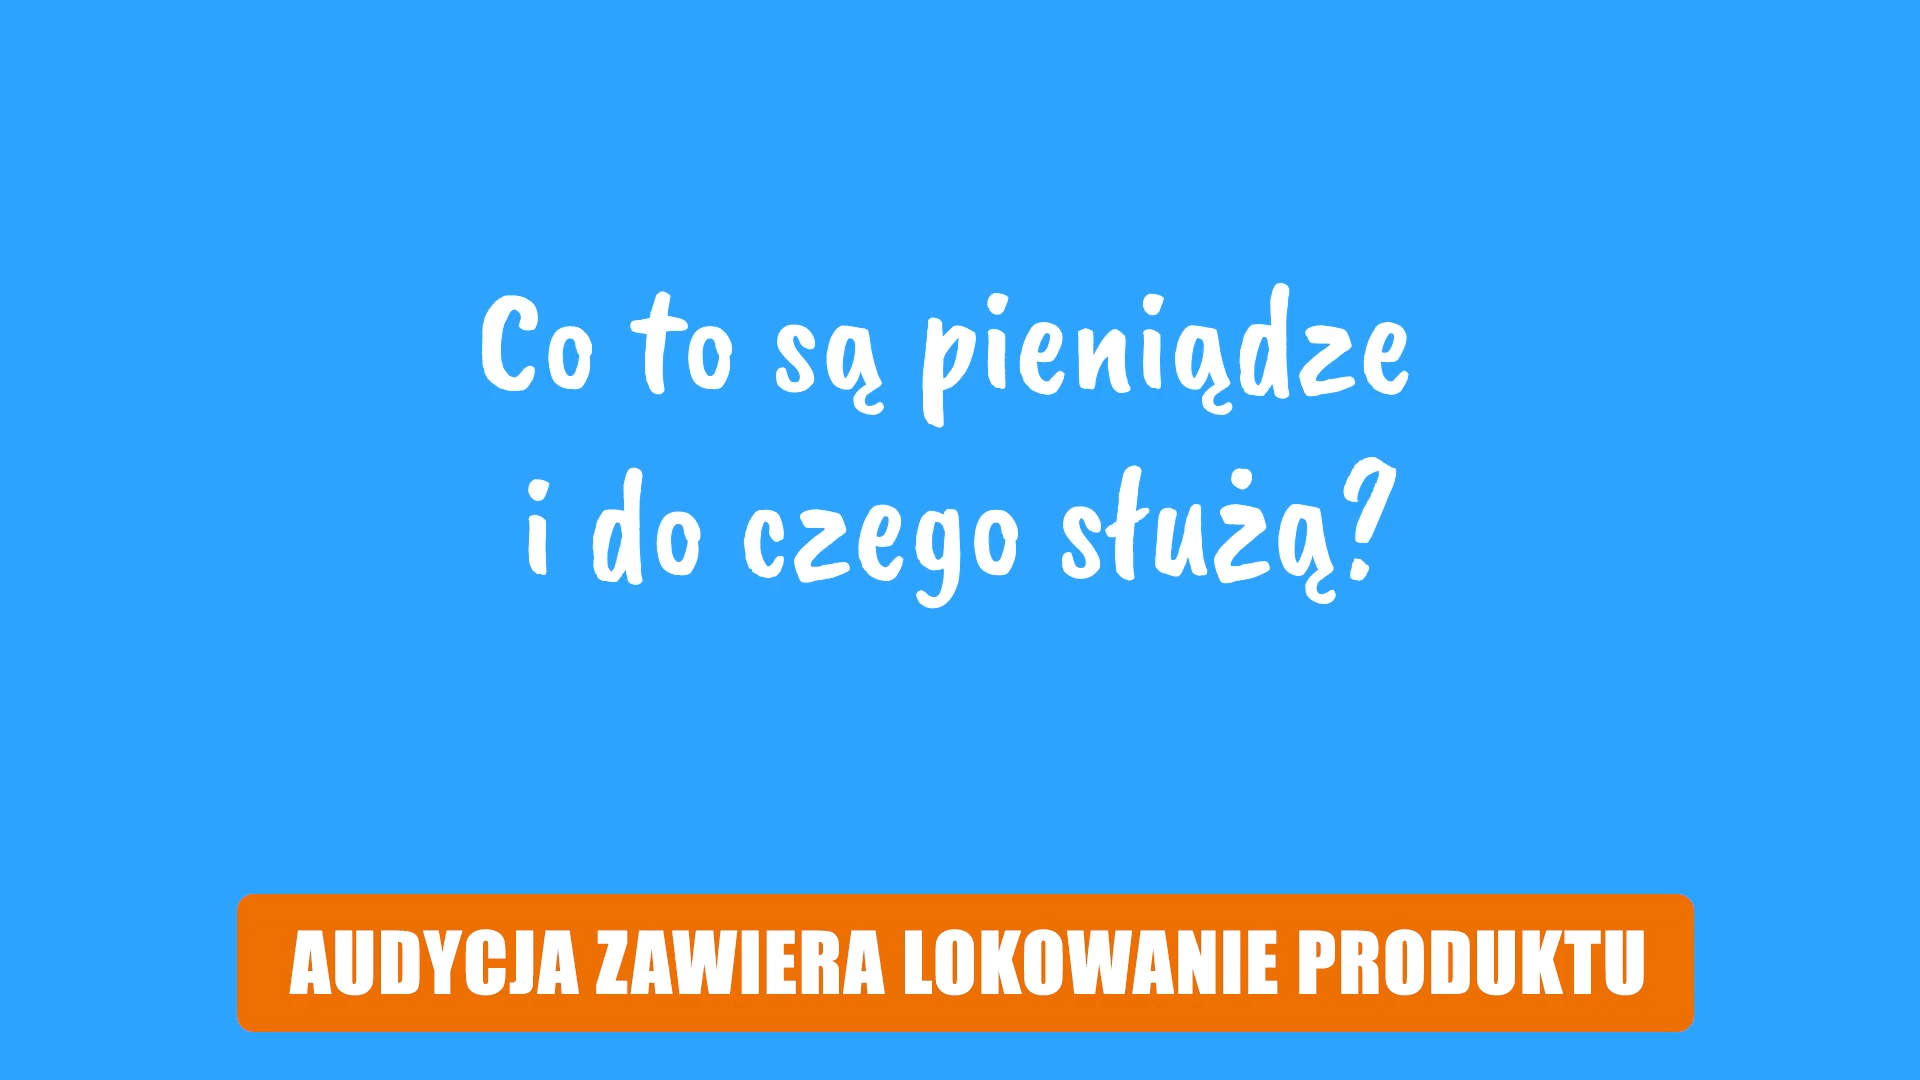 Co to są pieniądze
i do czego służą?
AUDYCJA ZAWIERA LOKOWANIE PRODUKTU